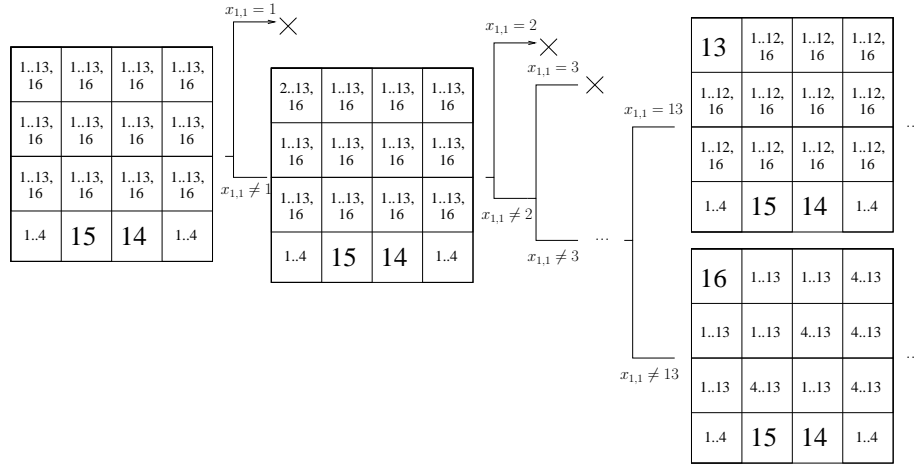 x1,1 = 1
1..13, 16 1..13, 16 1..13, 16 1..13, 16
1..13, 16 1..13, 16 1..13, 16 1..13, 16
1..13, 16 1..13, 16 1..13, 16 1..13, 16
1..4 15 14 1..4
x1,1 ≠ 1
2..13, 16 1..13, 16 1..13, 16 1..13, 16
1..13, 16 1..13, 16 1..13, 16 1..13, 16
1..13, 16 1..13, 16 1..13, 16 1..13, 16
1..4 15 14 1..4
x1,1 = 2
x1,1 ≠ 2
x1,1 = 3
x1,1 ≠ 3
...
x1,1 = 13
13 1..12, 16 1..12, 16 1..12, 16
1..12, 16 1..12, 16 1..12, 16 1..12, 16
1..12, 16 1..12, 16 1..12, 16 1..12, 16
1..4 15 14 1..4
..
x1,1 ≠ 13
16 1..13 1..13 4..13
1..13 1..13 4..13 4..13
1..13 4..13 1..13 4..13
1..4 15 14 1..4
..